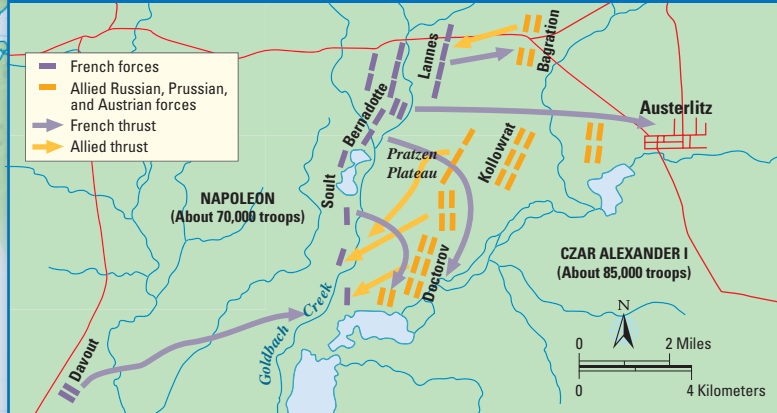 French forces
Allied Russian, Prussian,
and Austrian forces
French thrust
Allied thrust
Lannes
Bagration
Bernadotte
Austerlitz
Pratzen
Plateau
Kollowrat
Soult
NAPOLEON
(About 70,000 troops)
CZAR ALEXANDER I
(About 85,000 troops)
Doctorov
Goldbach Creek
Davout
N
0 2 Miles
0 4 Kilometers